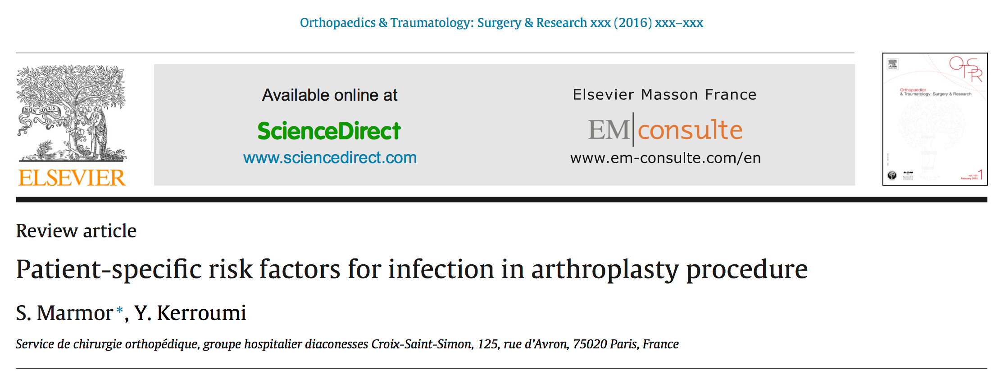 Orthopaedics & Traumatology: Surgery & Research xxx (2016) xxx–xxx
NON SOLUS
ELSEVIER
Available online at
ScienceDirect
www.sciencedirect.com
Elsevier Masson France
EM|consulte
www.em-consulte.com/en
OTSR
Orthopaedics
& Traumatology: Surgery & Research
vol. 101
February 2015
1
Review article
Patient-specific risk factors for infection in arthroplasty procedure
S. Marmor*, Y. Kerroumi
Service de chirurgie orthopédique, groupe hospitalier diaconesses Croix-Saint-Simon, 125, rue d’Avron, 75020 Paris, France